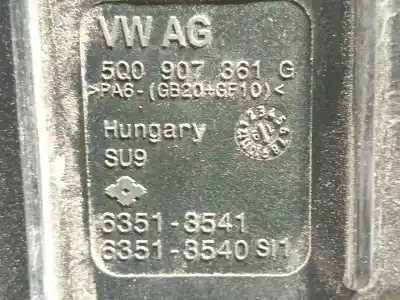 VW AG
5Q0 907 361 G
>PA6-(GB20+GF10)<
Hungary
SU9
6351-3541
6351-3540 SI1